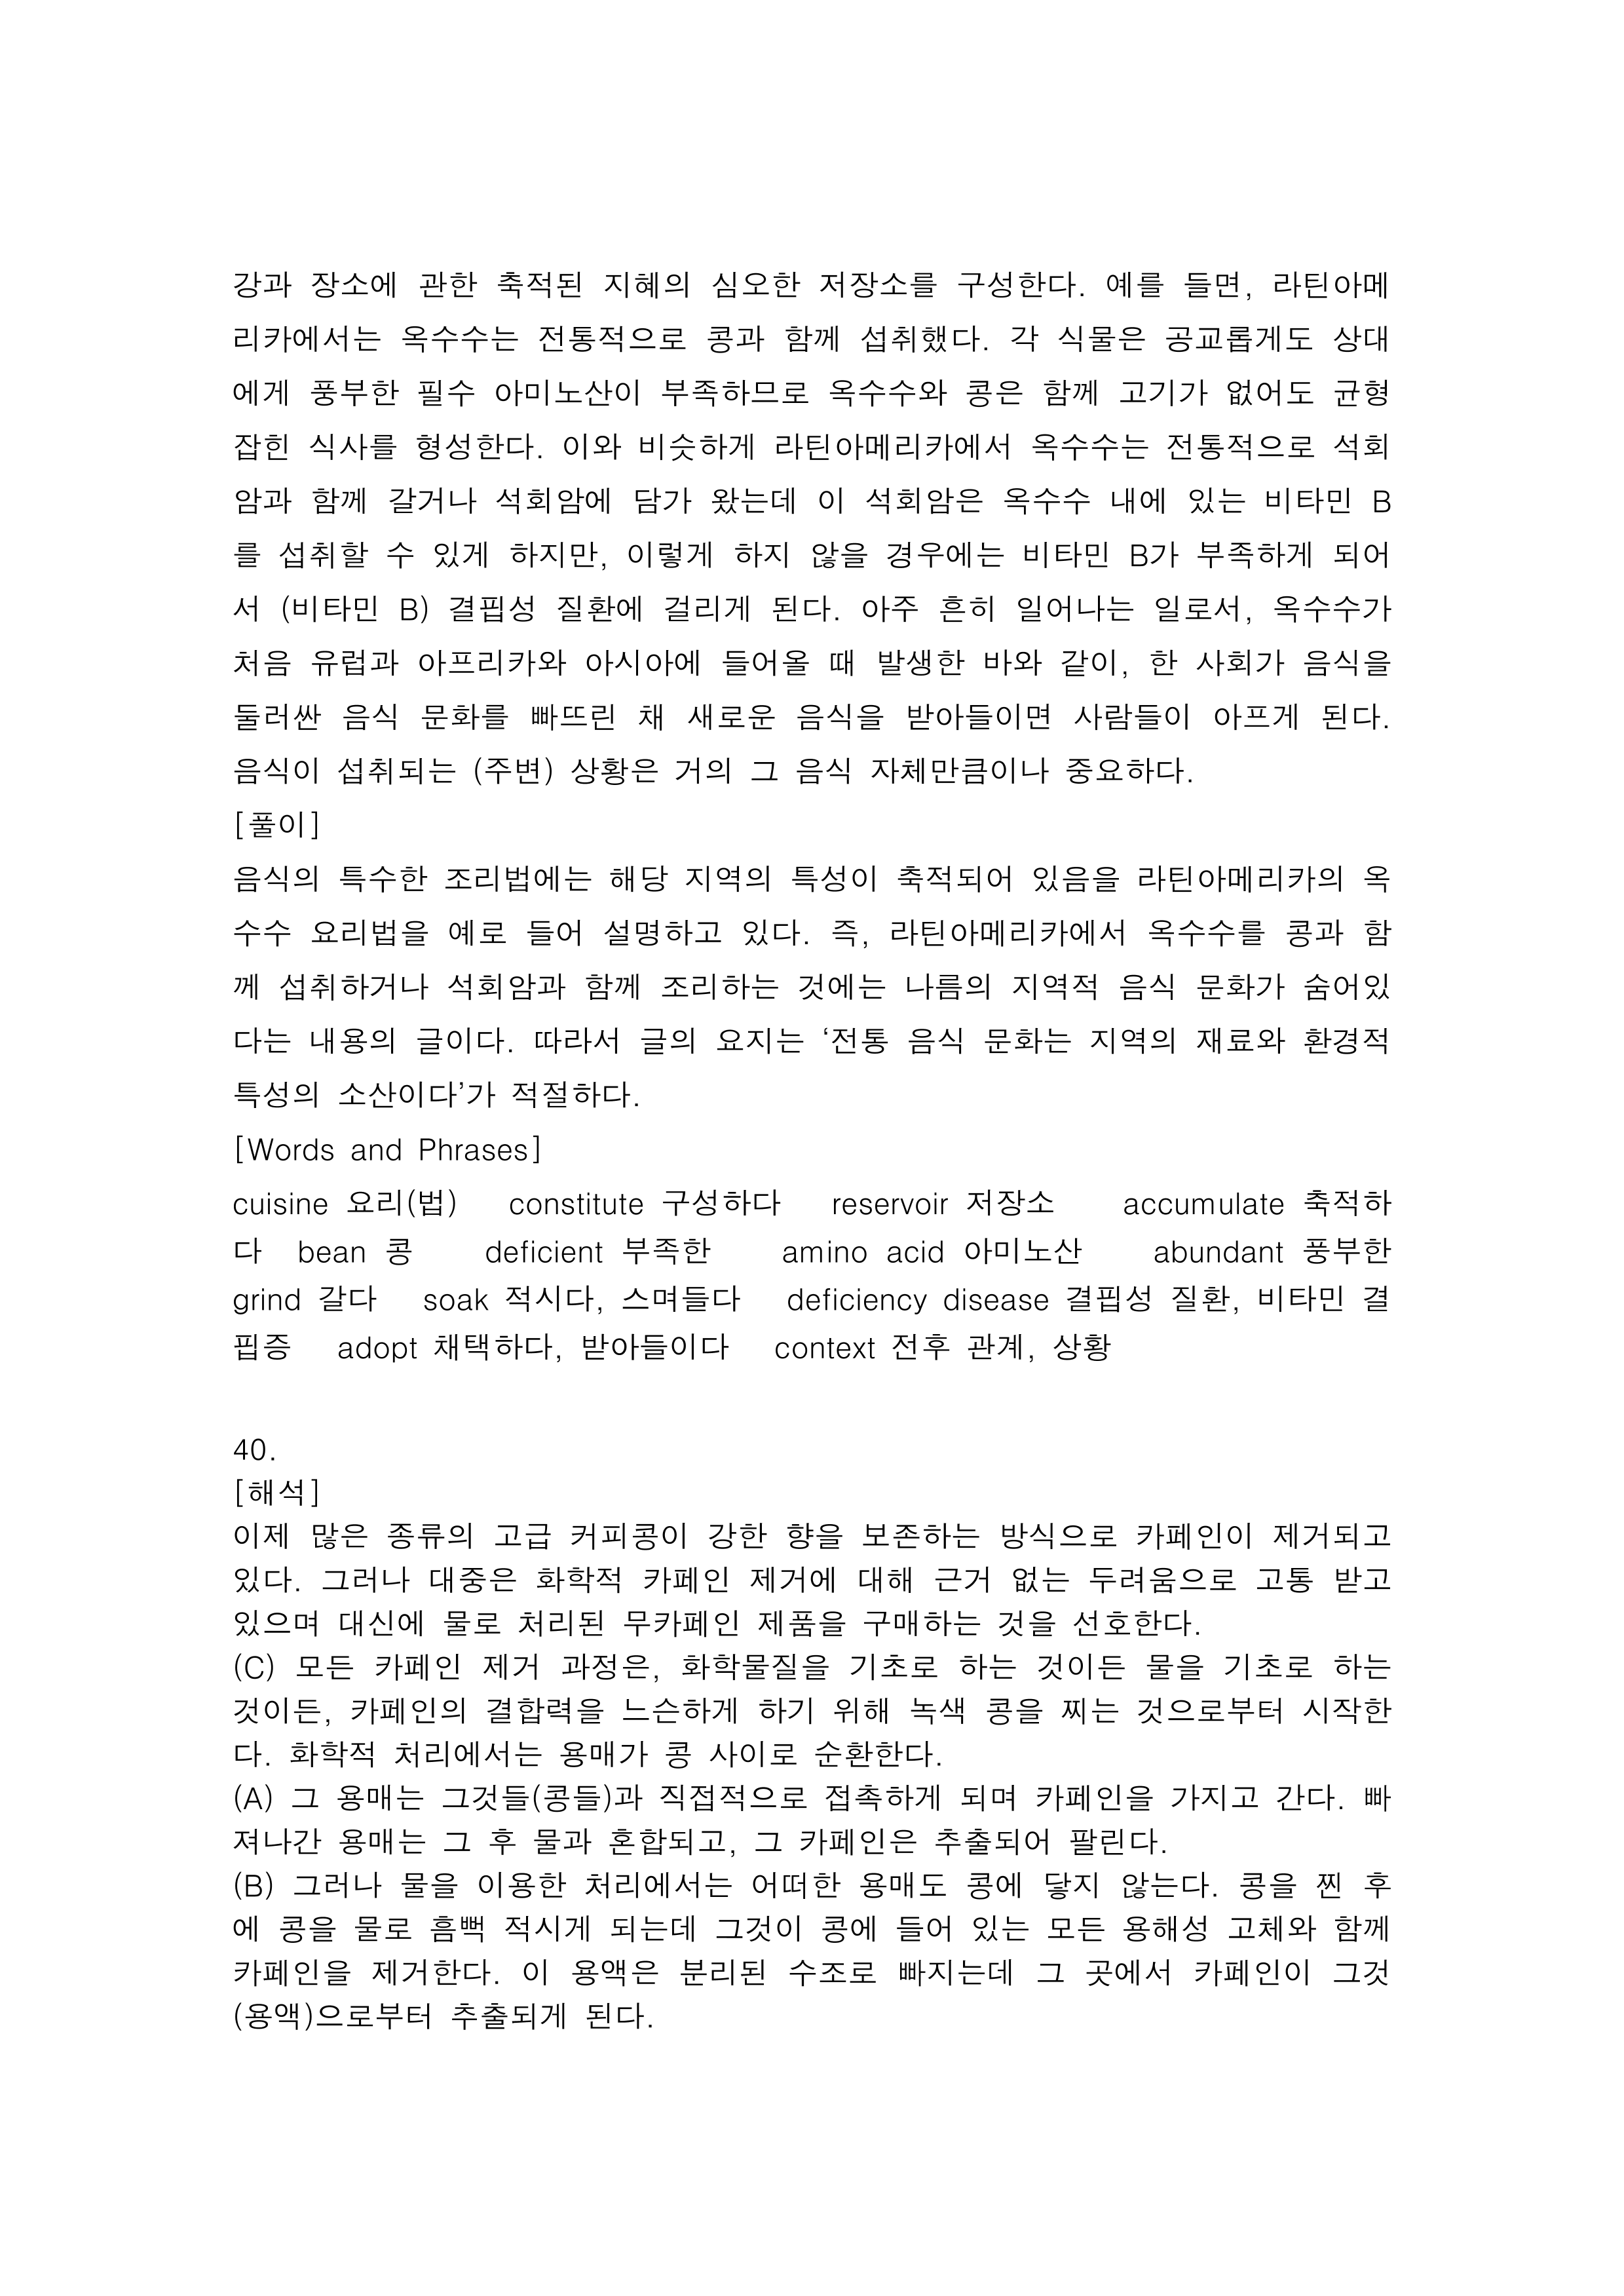 강과 장소에 관한 축적된 지혜의 심오한 저장소를 구성한다. 예를 들면, 라틴아메
리카에서는 옥수수는 전통적으로 콩과 함께 섭취했다. 각 식물은 공교롭게도 상대
에게 풍부한 필수 아미노산이 부족하므로 옥수수와 콩은 함께 고기가 없어도 균형
잡힌 식사를 형성한다. 이와 비슷하게 라틴아메리카에서 옥수수는 전통적으로 석회
암과 함께 갈거나 석회암에 담가 왔는데 이 석회암은 옥수수 내에 있는 비타민 B
를 섭취할 수 있게 하지만, 이렇게 하지 않을 경우에는 비타민 B가 부족하게 되어
서 (비타민 B) 결핍성 질환에 걸리게 된다. 아주 흔히 일어나는 일로서, 옥수수가
처음 유럽과 아프리카와 아시아에 들어올 때 발생한 바와 같이, 한 사회가 음식을
둘러싼 음식 문화를 빠뜨린 채 새로운 음식을 받아들이면 사람들이 아프게 된다.
음식이 섭취되는 (주변) 상황은 거의 그 음식 자체만큼이나 중요하다.
[풀이]
음식의 특수한 조리법에는 해당 지역의 특성이 축적되어 있음을 라틴아메리카의 옥
수수 요리법을 예로 들어 설명하고 있다. 즉, 라틴아메리카에서 옥수수를 콩과 함
께 섭취하거나 석회암과 함께 조리하는 것에는 나름의 지역적 음식 문화가 숨어있
다는 내용의 글이다. 따라서 글의 요지는 ‘전통 음식 문화는 지역의 재료와 환경적
특성의 소산이다’가 적절하다.
[Words and Phrases]
cuisine 요리(법) constitute 구성하다 reservoir 저장소 accumulate 축적하
다 bean 콩 deficient 부족한 amino acid 아미노산 abundant 풍부한
grind 갈다 soak 적시다, 스며들다 deficiency disease 결핍성 질환, 비타민 결
핍증 adopt 채택하다, 받아들이다 context 전후 관계, 상황
40.
[해석]
이제 많은 종류의 고급 커피콩이 강한 향을 보존하는 방식으로 카페인이 제거되고
있다. 그러나 대중은 화학적 카페인 제거에 대해 근거 없는 두려움으로 고통 받고
있으며 대신에 물로 처리된 무카페인 제품을 구매하는 것을 선호한다.
(C) 모든 카페인 제거 과정은, 화학물질을 기초로 하는 것이든 물을 기초로 하는
것이든, 카페인의 결합력을 느슨하게 하기 위해 녹색 콩을 찌는 것으로부터 시작한
다. 화학적 처리에서는 용매가 콩 사이로 순환한다.
(A) 그 용매는 그것들(콩들)과 직접적으로 접촉하게 되며 카페인을 가지고 간다. 빠
져나간 용매는 그 후 물과 혼합되고, 그 카페인은 추출되어 팔린다.
(B) 그러나 물을 이용한 처리에서는 어떠한 용매도 콩에 닿지 않는다. 콩을 찐 후
에 콩을 물로 흠뻑 적시게 되는데 그것이 콩에 들어 있는 모든 용해성 고체와 함께
카페인을 제거한다. 이 용액은 분리된 수조로 빠지는데 그 곳에서 카페인이 그것
(용액)으로부터 추출되게 된다.